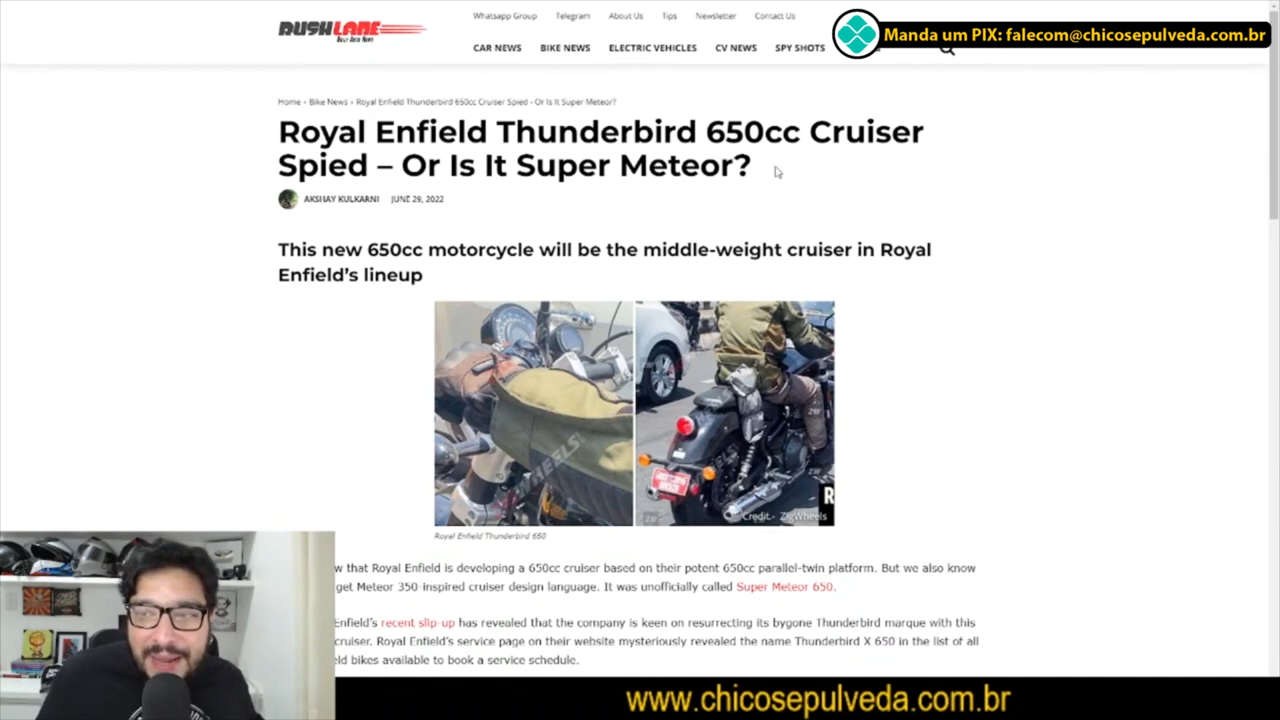 RUSHLANE
DAILY AUTO NEWS
Whatsapp Group Telegram About Us Tips Newsletter Contact Us
CAR NEWS BIKE NEWS ELECTRIC VEHICLES CV NEWS SPY SHOTS
Manda um PIX: falecom@chicosepulveda.com.br
Home › Bike News › Royal Enfield Thunderbird 650cc Cruiser Spied - Or Is It Super Meteor?
Royal Enfield Thunderbird 650cc Cruiser
Spied – Or Is It Super Meteor?
AKSHAY KULKARNI JUNE 29, 2022
This new 650cc motorcycle will be the middle-weight cruiser in Royal
Enfield’s lineup
WHEELS
R
Credit:- ZigWheels
Royal Enfield Thunderbird 650
w that Royal Enfield is developing a 650cc cruiser based on their potent 650cc parallel-twin platform. But we also know
get Meteor 350-inspired cruiser design language. It was unofficially called Super Meteor 650.
Enfield’s recent slip-up has revealed that the company is keen on resurrecting its bygone Thunderbird marque with this
cruiser. Royal Enfield’s service page on their website mysteriously revealed the name Thunderbird X 650 in the list of all
ld bikes available to book a service schedule.
www.chicosepulveda.com.br